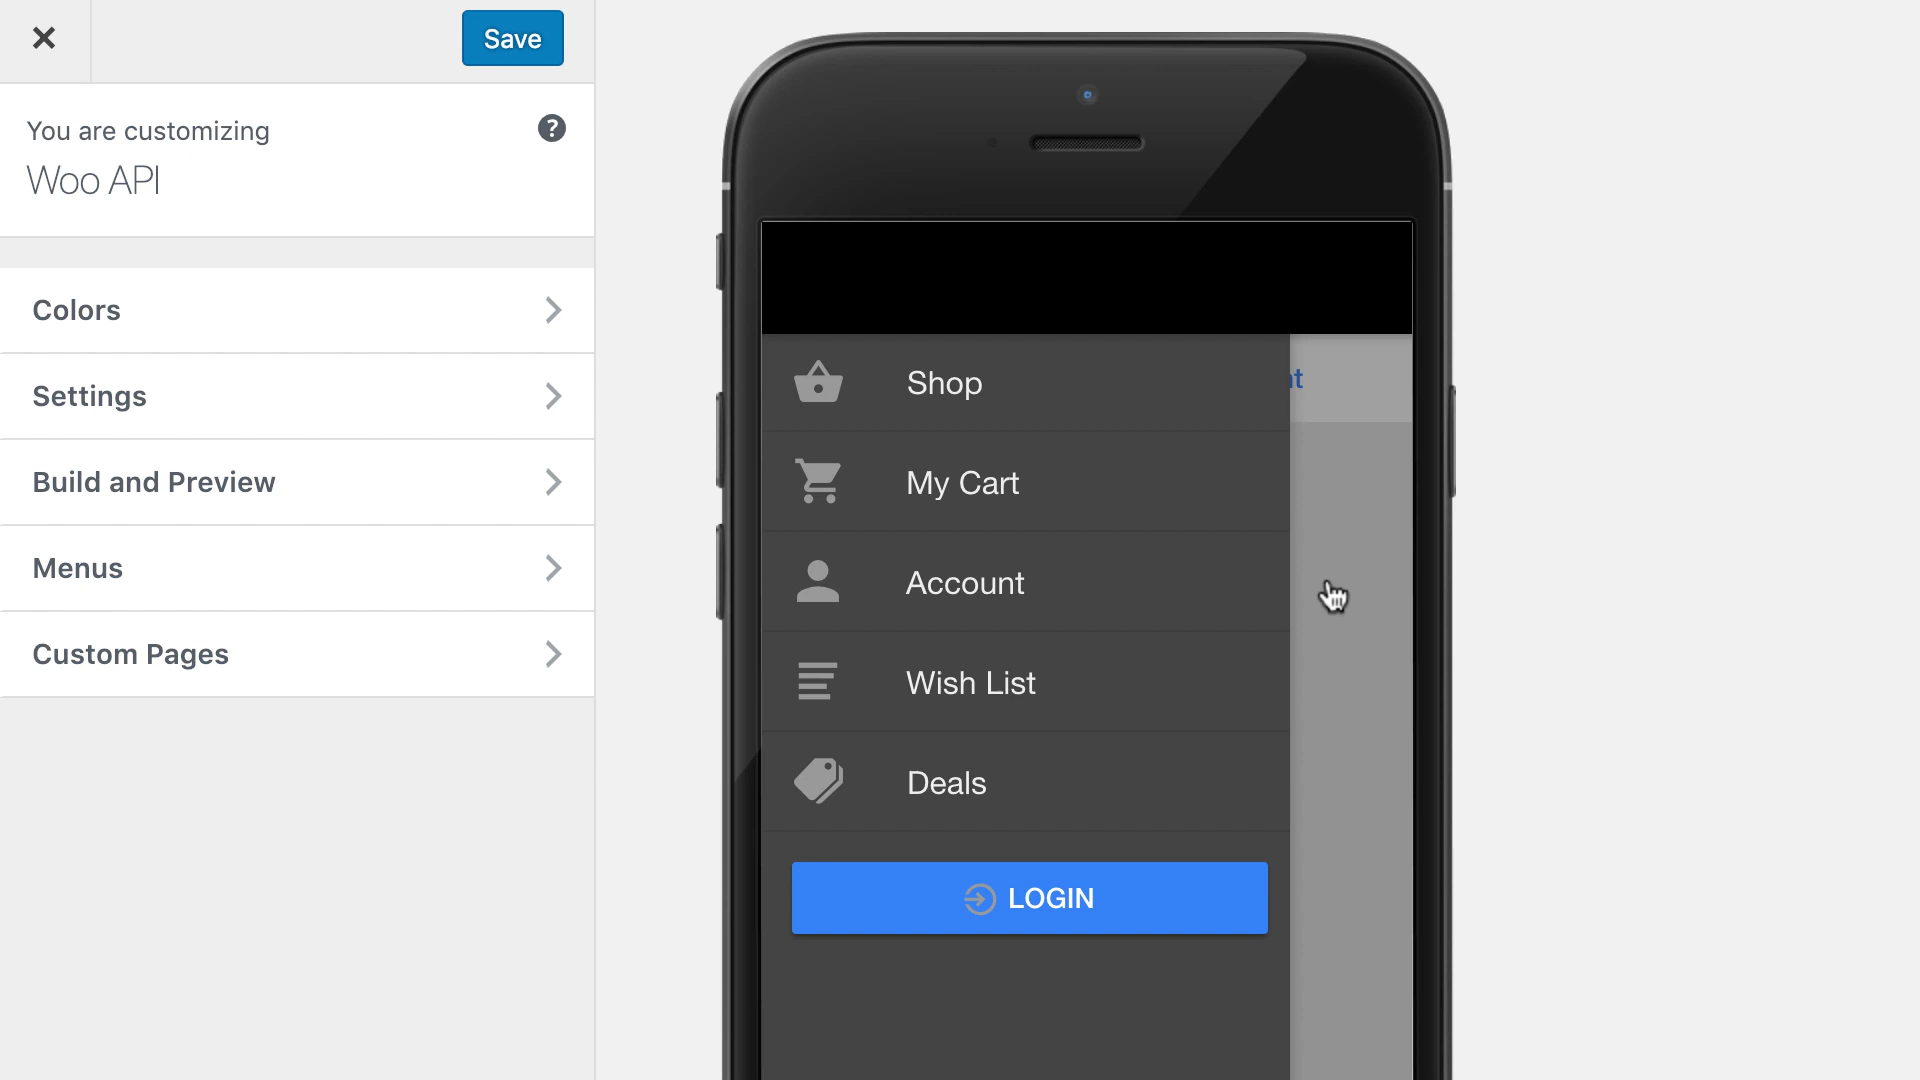 Save
You are customizing
Woo API
Colors
Settings
Build and Preview
Menus
Custom Pages
Shop
nt
My Cart
Account
Wish List
Deals
LOGIN